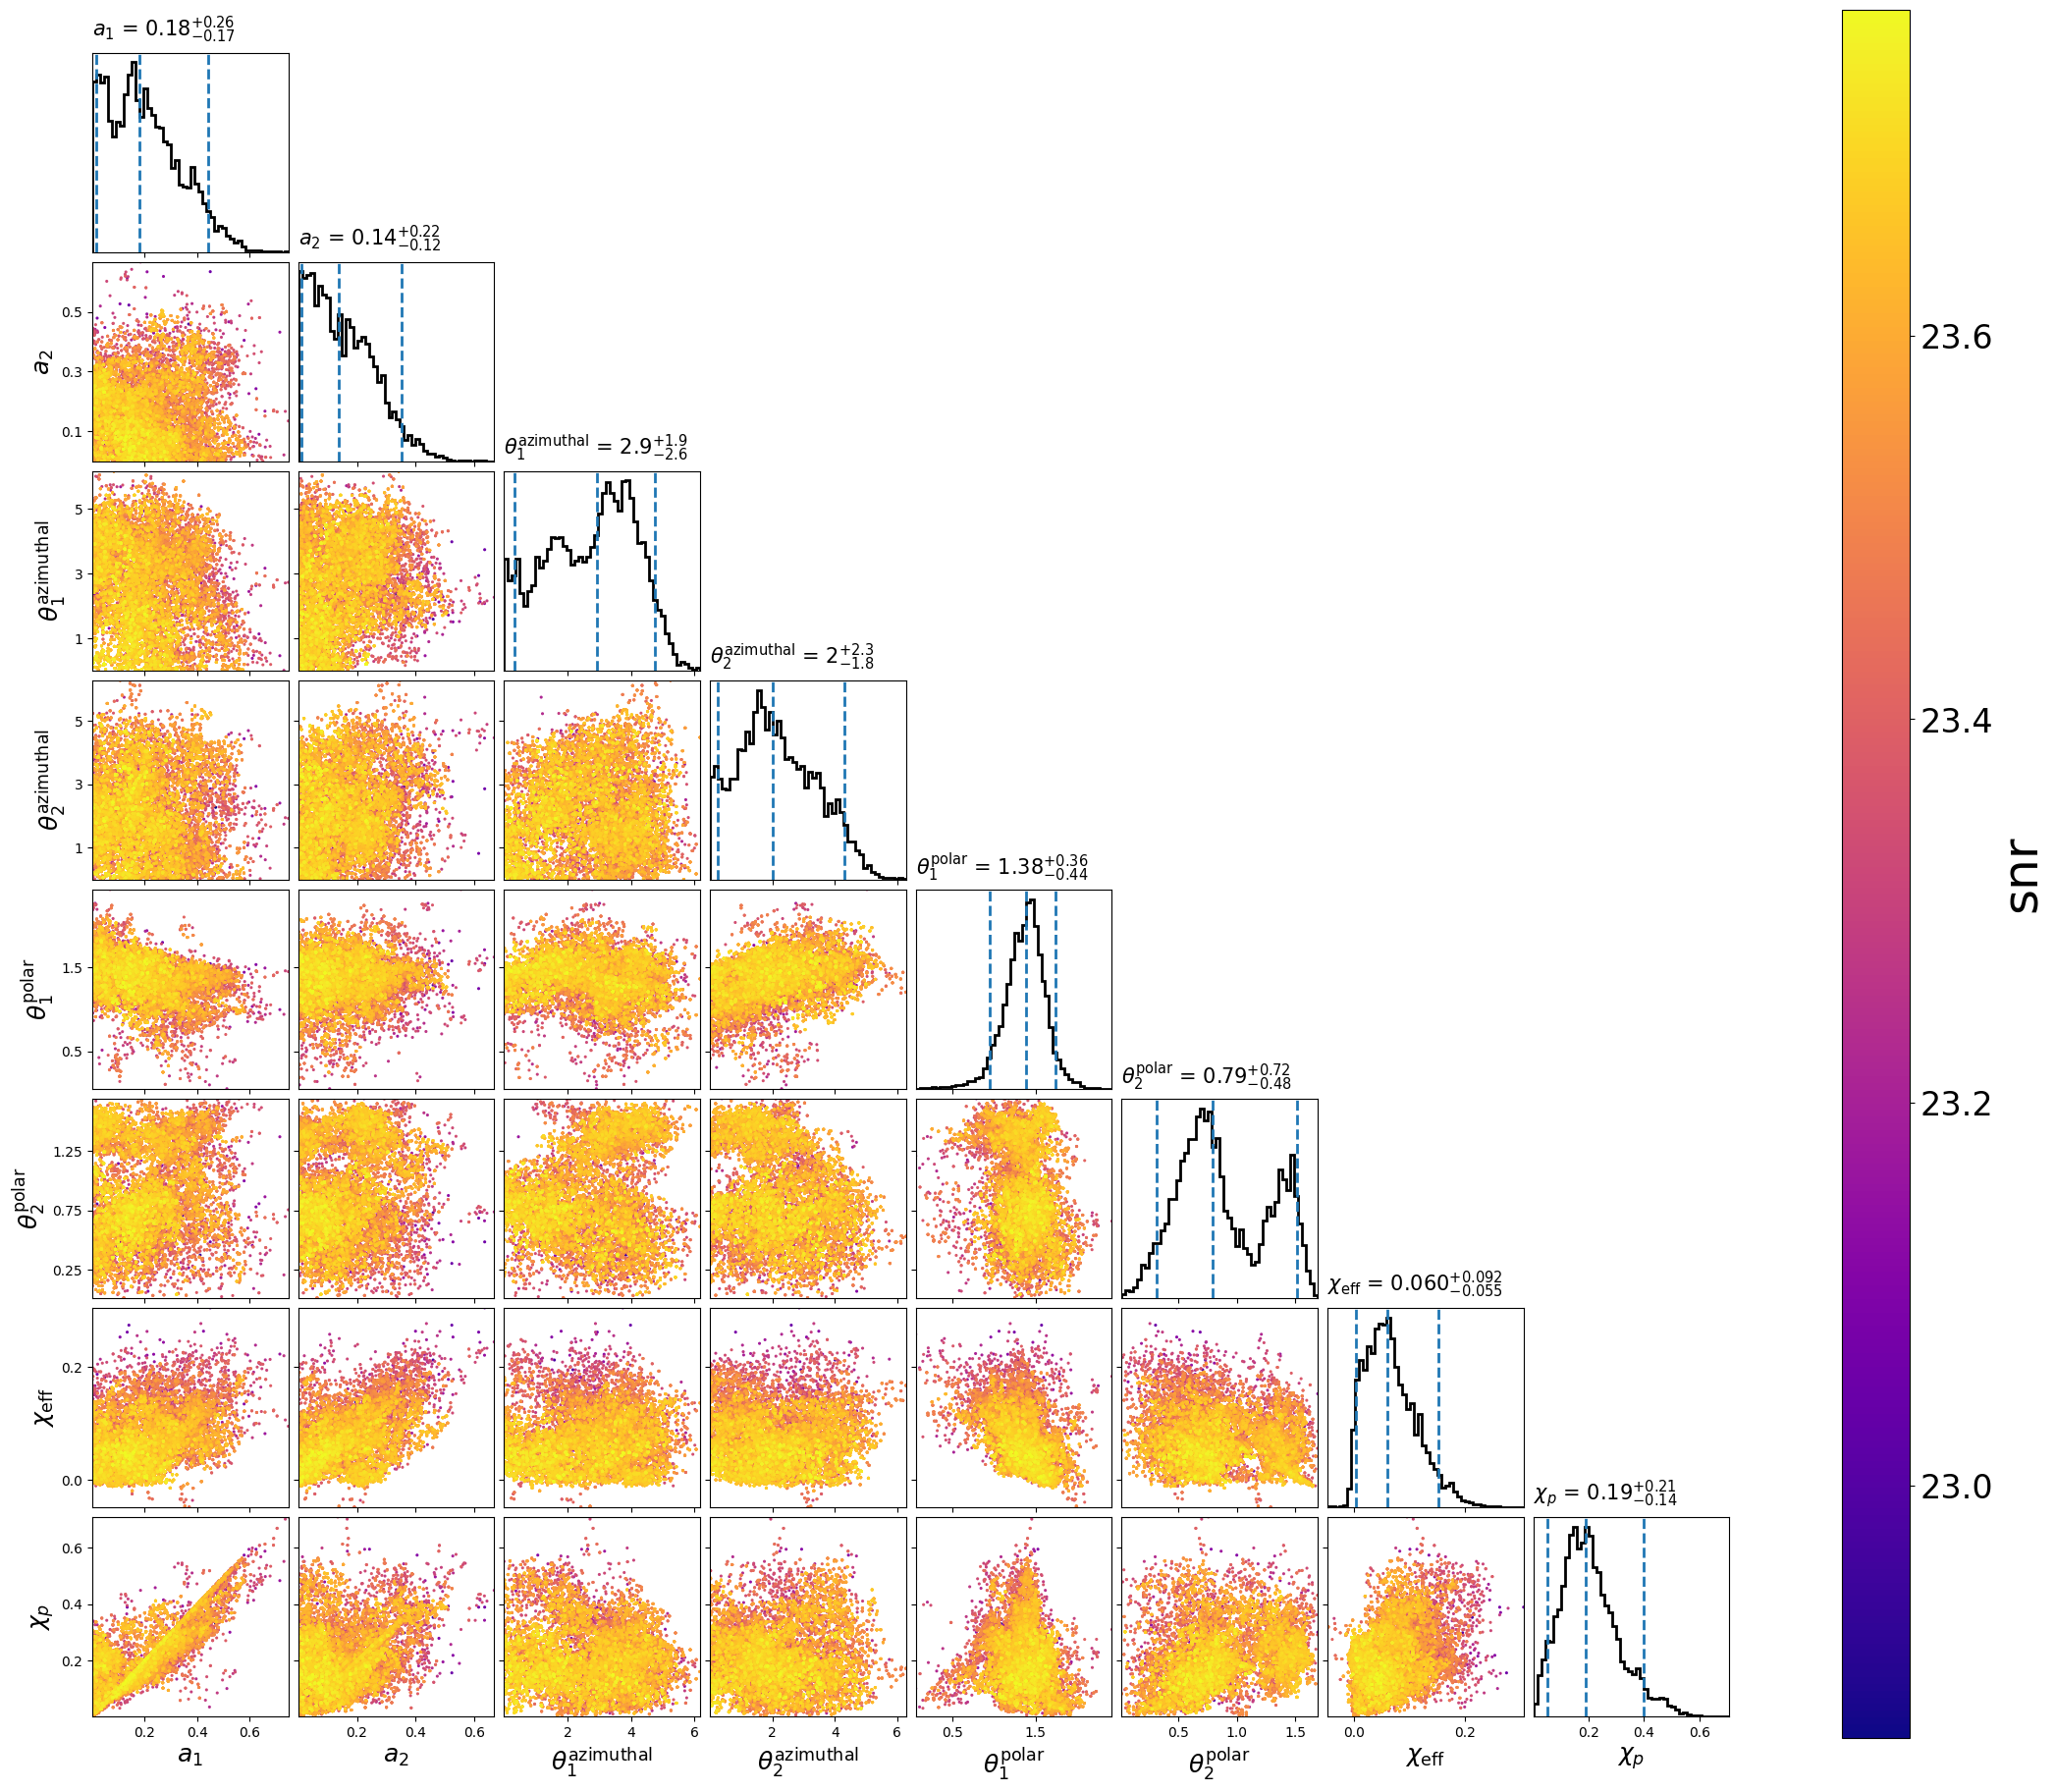 a₁ = 0.18^{+0.26}_{−0.17}
a₂ = 0.14^{+0.22}_{−0.12}
θ₁^{azimuthal} = 2.9^{+1.9}_{−2.6}
θ₂^{azimuthal} = 2^{+2.3}_{−1.8}
θ₁^{polar} = 1.38^{+0.36}_{−0.44}
θ₂^{polar} = 0.79^{+0.72}_{−0.48}
χ_{eff} = 0.060^{+0.092}_{−0.055}
χ_p = 0.19^{+0.21}_{−0.14}
a₂
0.5
0.3
0.1
θ₁^{azimuthal}
5
3
1
θ₂^{azimuthal}
5
3
1
θ₁^{polar}
1.5
0.5
θ₂^{polar}
1.25
0.75
0.25
χ_{eff}
0.2
0.0
χ_p
0.6
0.4
0.2
0.2 0.4 0.6
a₁
0.2 0.4 0.6
a₂
2 4 6
θ₁^{azimuthal}
2 4 6
θ₂^{azimuthal}
0.5 1.5
θ₁^{polar}
0.5 1.0 1.5
θ₂^{polar}
0.0 0.2
χ_{eff}
0.2 0.4 0.6
χ_p
23.6
23.4
23.2
23.0
snr